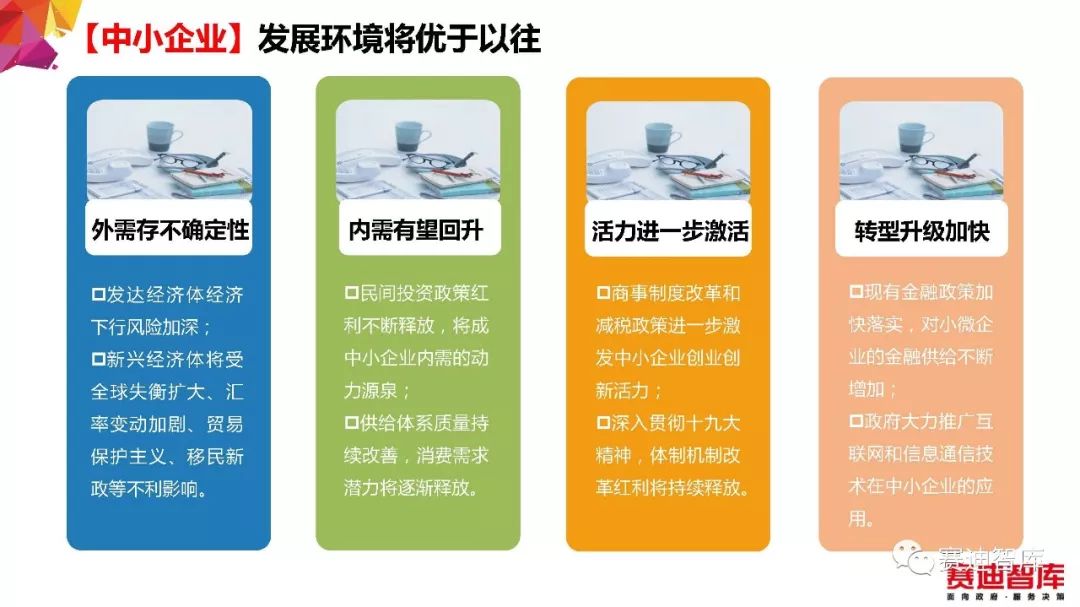 【中小企业】发展环境将优于以往
外需存不确定性
发达经济体经济
下行风险加深；
新兴经济体将受
全球失衡扩大、汇
率变动加剧、贸易
保护主义、移民新
政等不利影响。
内需有望回升
民间投资政策红
利不断释放，将成
中小企业内需的动
力源泉；
供给体系质量持
续改善，消费需求
潜力将逐渐释放。
活力进一步激活
商事制度改革和
减税政策进一步激
发中小企业创业创
新活力；
深入贯彻十九大
精神，体制机制改
革红利将持续释放。
转型升级加快
现有金融政策加
快落实，对小微企
业的金融供给不断
增加；
政府大力推广互
联网和信息通信技
术在中小企业的应
用。
赛迪智库
赛迪智库
面向政府·服务决策